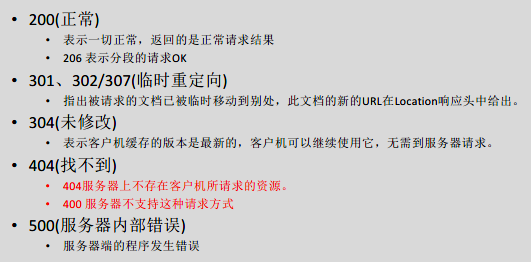 • 200(正常)
• 表示一切正常，返回的是正常请求结果
• 206 表示分段的请求OK
• 301、302/307(临时重定向)
• 指出被请求的文档已被临时移动到别处，此文档的新的URL在Location响应头中给出。
• 304(未修改)
• 表示客户机缓存的版本是最新的，客户机可以继续使用它，无需到服务器请求。
• 404(找不到)
• 404服务器上不存在客户机所请求的资源。
• 400 服务器不支持这种请求方式
• 500(服务器内部错误)
• 服务器端的程序发生错误